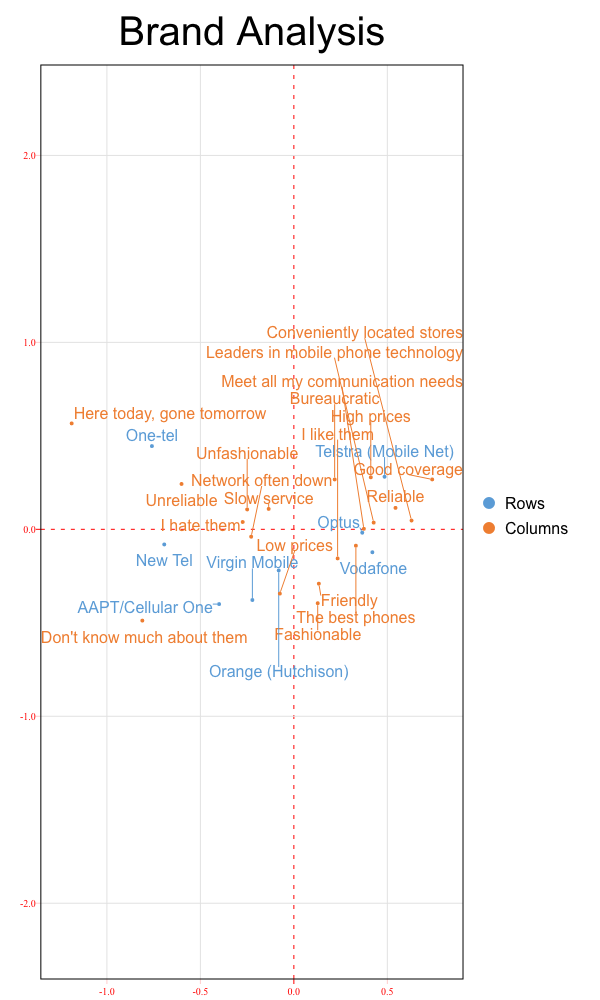 Brand Analysis
2.0
1.0
0.0
-1.0
-2.0
Conveniently located stores
Leaders in mobile phone technology
Meet all my communication needs
Bureaucratic
High prices
Here today, gone tomorrow
One-tel
I like them
Unfashionable
Telstra (Mobile Net)
Good coverage
Network often down
Unreliable
Slow service
Reliable
I hate them
Optus
Low prices
New Tel
Virgin Mobile
Vodafone
AAPT/Cellular One
Friendly
The best phones
Don't know much about them
Fashionable
Orange (Hutchison)
-1.0
-0.5
0.0
0.5
Rows
Columns